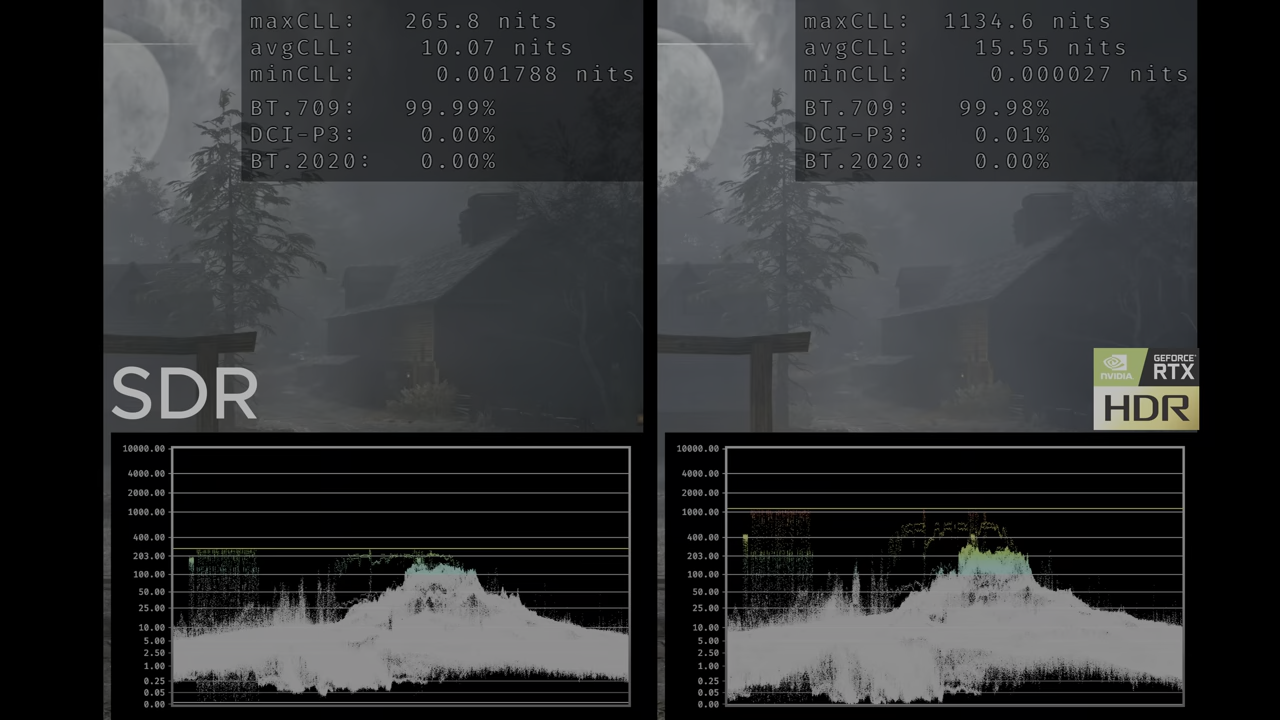 maxCLL: 265.8 nits
avgCLL: 10.07 nits
minCLL: 0.001788 nits
BT.709: 99.99%
DCI-P3: 0.00%
BT.2020: 0.00%
SDR
10000.00
4000.00
2000.00
1000.00
400.00
203.00
100.00
50.00
25.00
10.00
5.00
2.50
1.00
0.25
0.05
0.00
maxCLL: 1134.6 nits
avgCLL: 15.55 nits
minCLL: 0.000027 nits
BT.709: 99.98%
DCI-P3: 0.01%
BT.2020: 0.00%
NVIDIA
GEFORCE
RTX
HDR
10000.00
4000.00
2000.00
1000.00
400.00
203.00
100.00
50.00
25.00
10.00
5.00
2.50
1.00
0.25
0.05
0.00